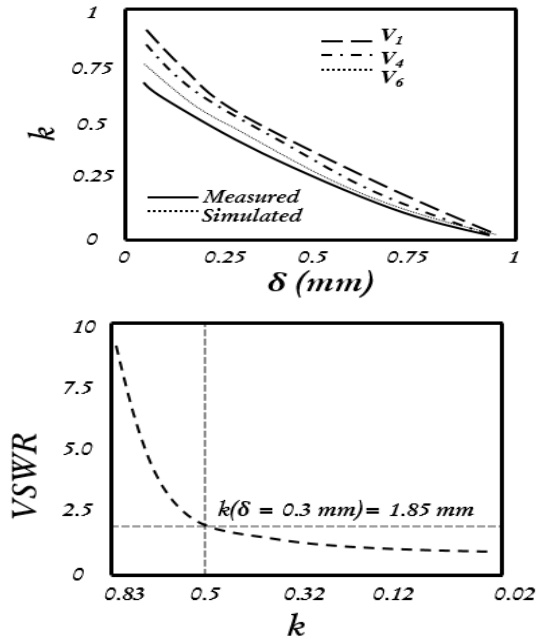 1
0.75
0.5
0.25
0
k
V1
V4
V6
Measured
Simulated
0 0.25 0.5 0.75 1
δ (mm)
10
7.5
5.0
2.5
0
VSWR
k(δ = 0.3 mm)= 1.85 mm
0.83 0.5 0.32 0.12 0.02
k